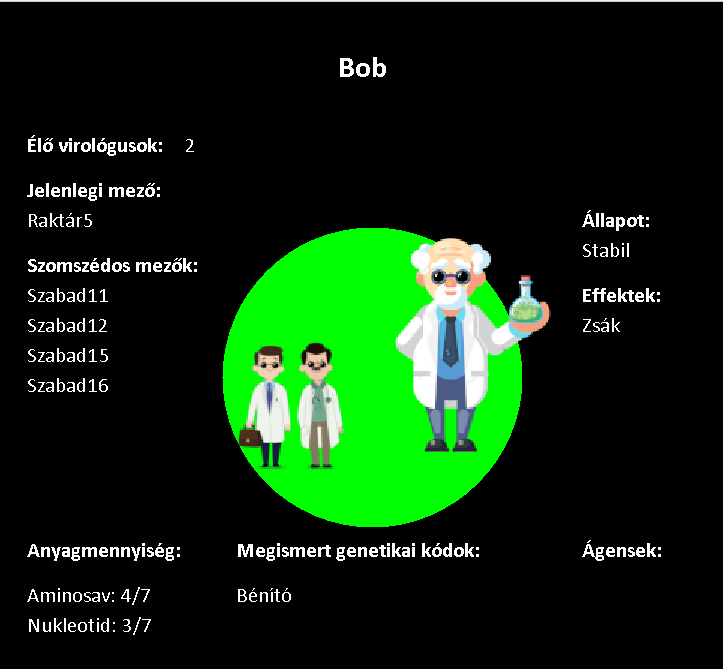 Bob
Élő virológusok: 2
Jelenlegi mező:
Raktár5
Szomszédos mezők:
Szabad11
Szabad12
Szabad15
Szabad16
Állapot:
Stabil
Effektek:
Zsák
Anyagmennyiség:
Aminosav: 4/7
Nukleotid: 3/7
Megismert genetikai kódok:
Bénító
Ágensek: